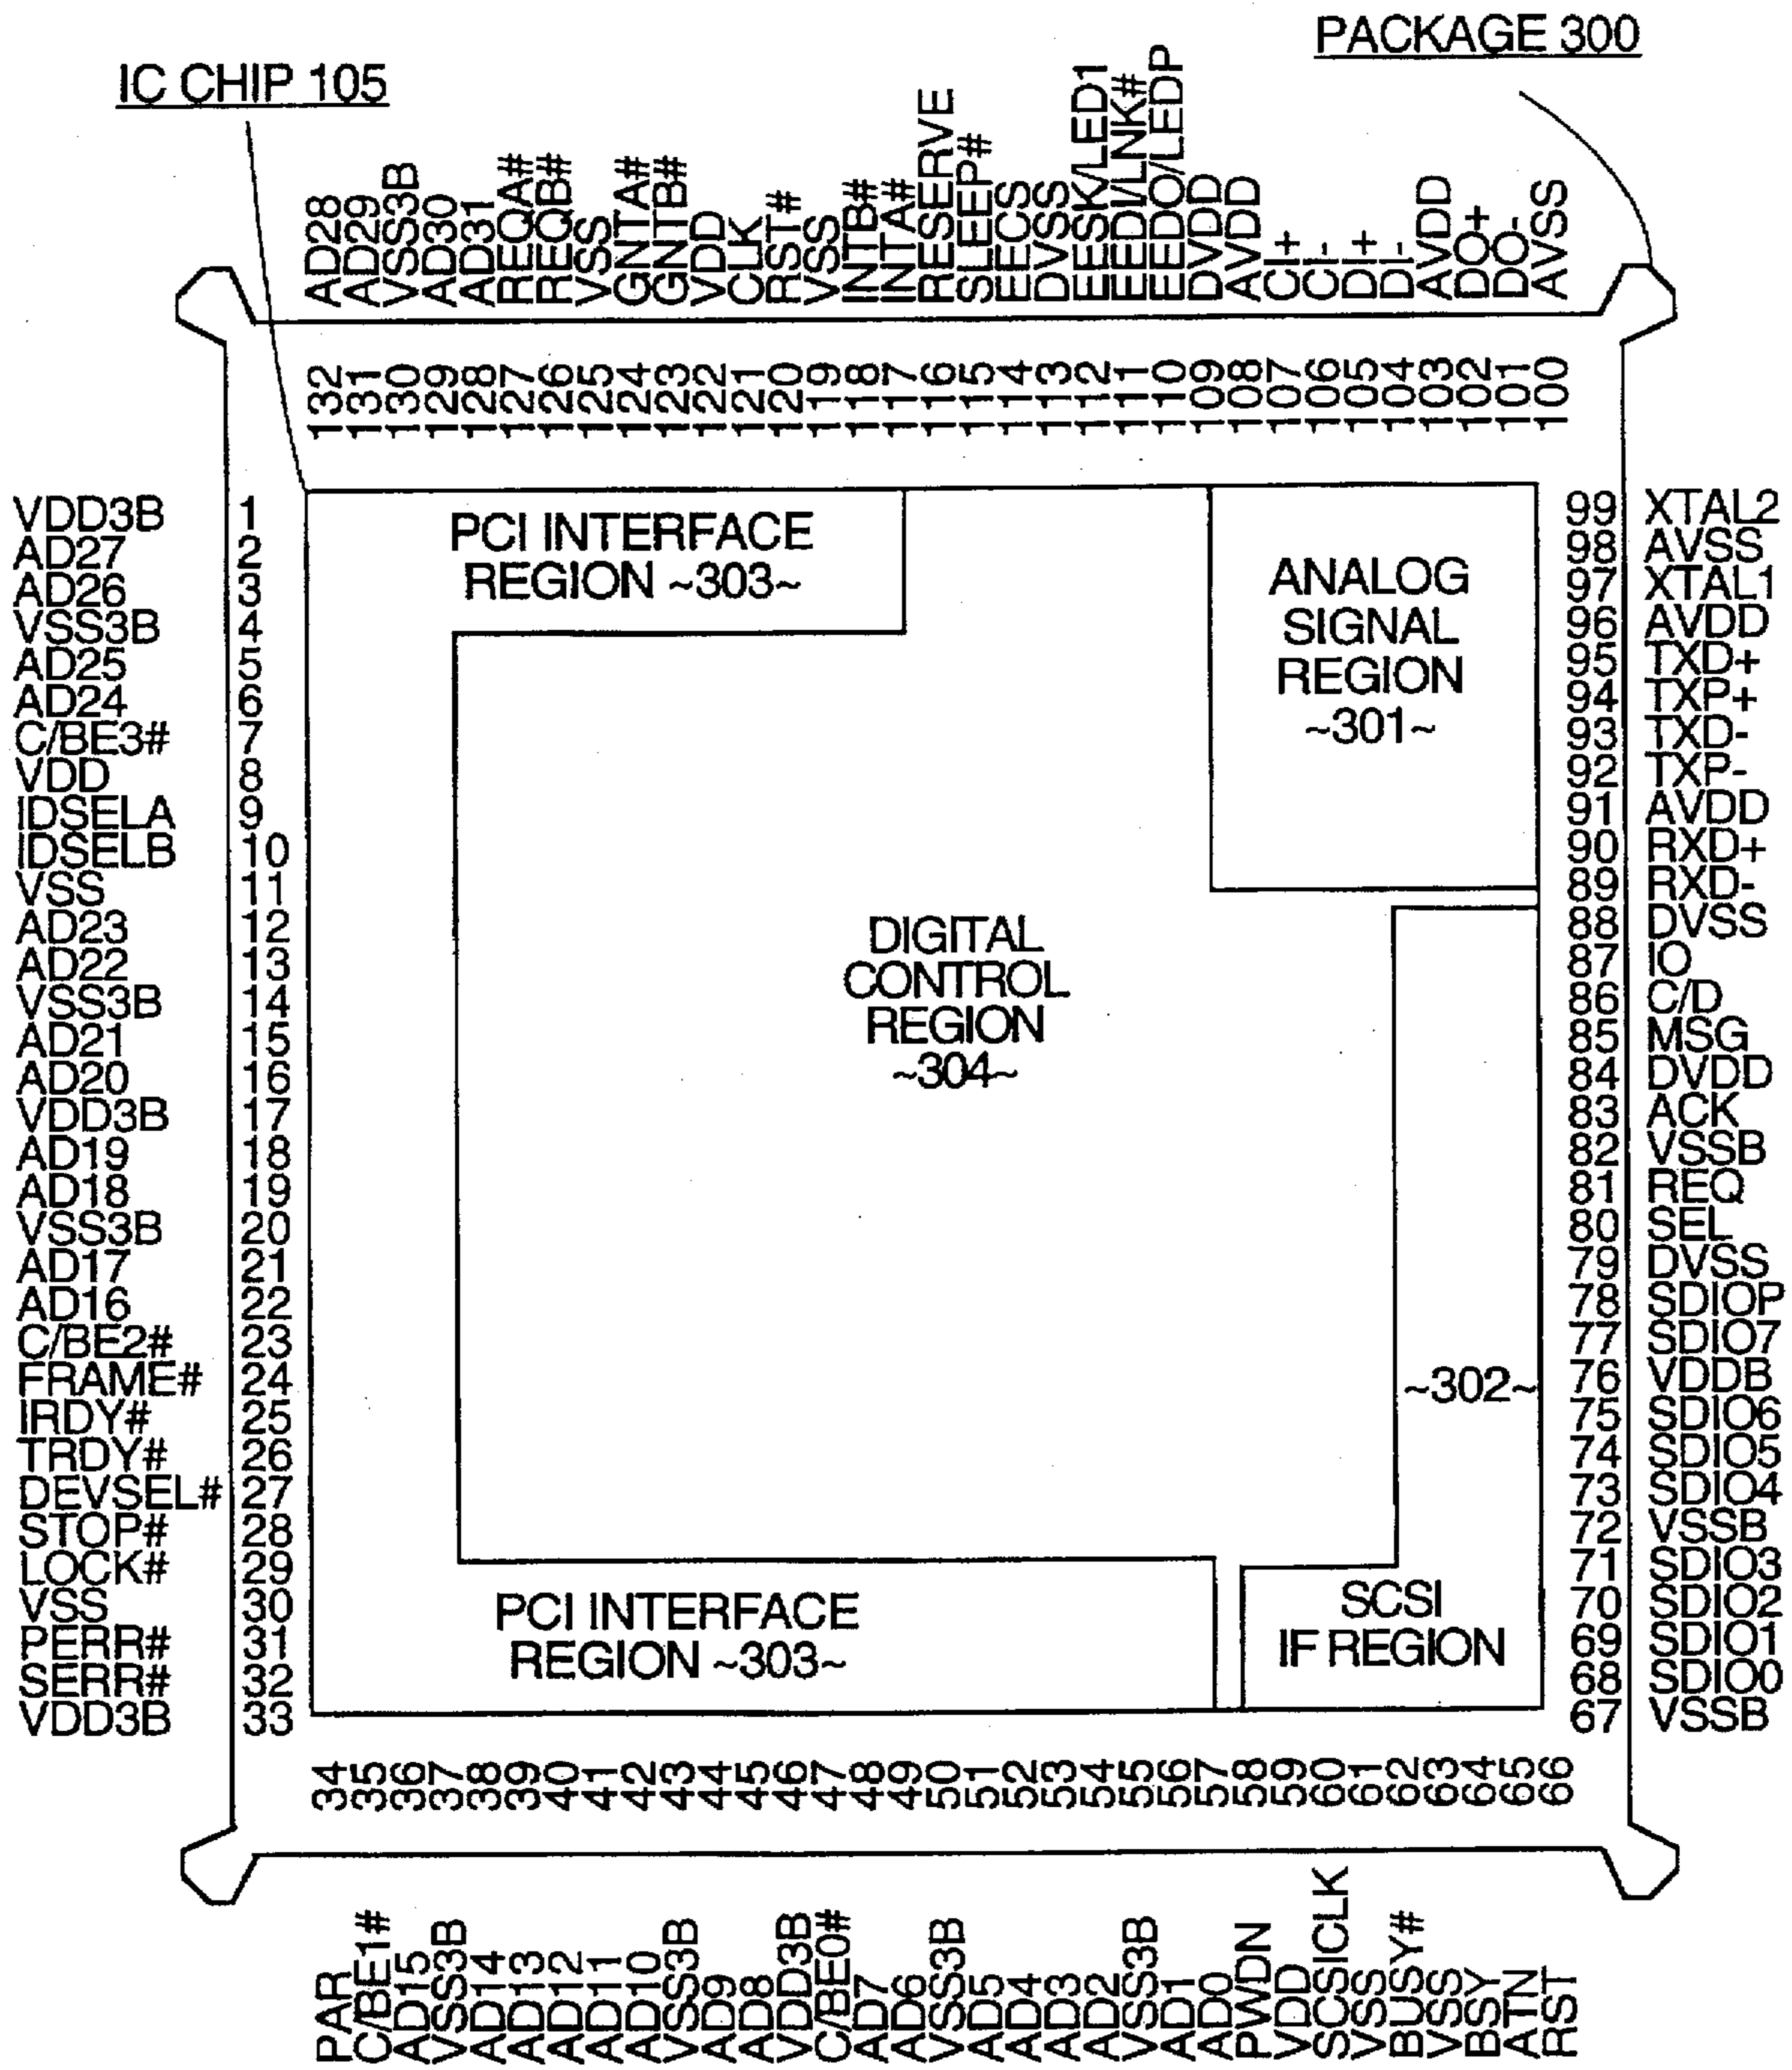 PACKAGE 300
IC CHIP 105
AD28
AD29
VSS3B
AD30
AD31
REQA#
REQB#
VSS
GNTA#
GNTB#
VDD
CLK
RST#
VSS
INTB#
INTA#
RESERVE
SLEEP#
EECS
DVSS
EESK/LED1
EEDI/LNK#
EEDO/LEDP
DVDD
AVDD
CI+
CI-
DI+
DI-
AVDD
DO+
DO-
AVSS
132
131
130
129
128
127
126
125
124
123
122
121
120
119
118
117
116
115
114
113
112
111
110
109
108
107
106
105
104
103
102
101
100
VDD3B 1
AD27 2
AD26 3
VSS3B 4
AD25 5
AD24 6
C/BE3# 7
VDD 8
IDSELA 9
IDSELB 10
VSS 11
AD23 12
AD22 13
VSS3B 14
AD21 15
AD20 16
VDD3B 17
AD19 18
AD18 19
VSS3B 20
AD17 21
AD16 22
C/BE2# 23
FRAME# 24
IRDY# 25
TRDY# 26
DEVSEL# 27
STOP# 28
LOCK# 29
VSS 30
PERR# 31
SERR# 32
VDD3B 33
PCI INTERFACE
REGION ~303~
ANALOG
SIGNAL
REGION
~301~
DIGITAL
CONTROL
REGION
~304~
~302~
PCI INTERFACE
REGION ~303~
SCSI
IF REGION
99 XTAL2
98 AVSS
97 XTAL1
96 AVDD
95 TXD+
94 TXP+
93 TXD-
92 TXP-
91 AVDD
90 RXD+
89 RXD-
88 DVSS
87 IO
86 C/D
85 MSG
84 DVDD
83 ACK
82 VSSB
81 REQ
80 SEL
79 DVSS
78 SDIOP
77 SDIO7
76 VDDB
75 SDIO6
74 SDIO5
73 SDIO4
72 VSSB
71 SDIO3
70 SDIO2
69 SDIO1
68 SDIO0
67 VSSB
34
35
36
37
38
39
40
41
42
43
44
45
46
47
48
49
50
51
52
53
54
55
56
57
58
59
60
61
62
63
64
65
66
PAR
C/BE1#
AD15
VSS3B
AD14
AD13
AD12
AD11
AD10
VSS3B
AD9
AD8
VDD3B
C/BE0#
AD7
AD6
VSS3B
AD5
AD4
AD3
AD2
VSS3B
AD1
AD0
PWDN
VDD
SCSICLK
VSS
BUSY#
VSS
BSY
ATN
RST